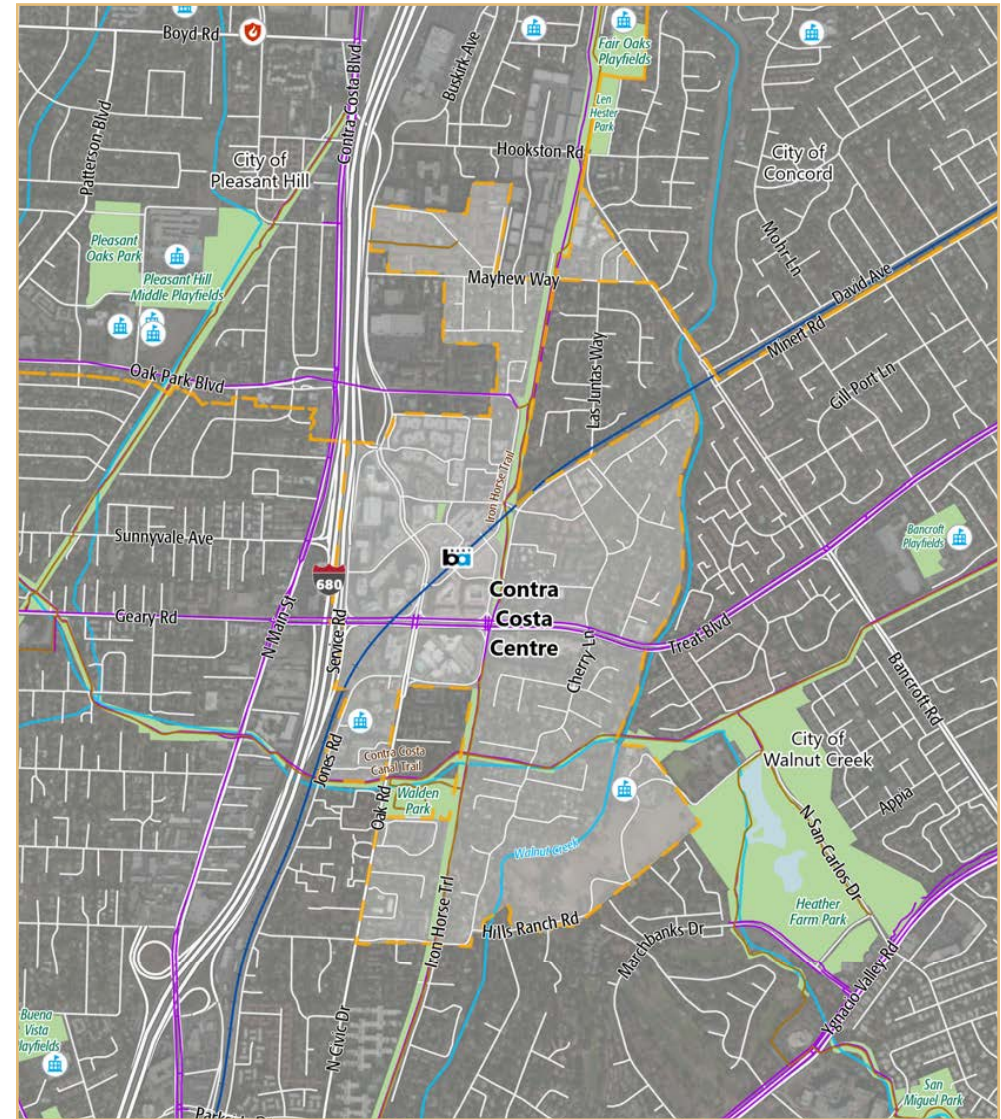 Boyd Rd
Contra Costa Blvd
Buskirk Ave
Fair Oaks
Playfields
Len
Hester
Park
Patterson Blvd
City of
Pleasant Hill
Hookston Rd
City of
Concord
Pleasant
Oaks Park
Pleasant Hill
Middle Playfields
Mohr Ln
David Ave
Mayhew Way
Minert Rd
Oak Park Blvd
Las Juntas Way
Gill Port Ln
Iron Horse Trail
Sunnyvale Ave
Bancroft
Playfields
680
Contra
Costa
Centre
Geary Rd
N Main St
Service Rd
Cherry Ln
Treat Blvd
Bancroft Rd
Jones Rd
Contra Costa
Canal Trail
City of
Walnut Creek
Oak Rd
Walden
Park
Appia
N San Carlos Dr
Walnut Creek
Heather
Farm Park
Iron Horse Trl
Hills Ranch Rd
Marchbanks Dr
Ygnacio Valley Rd
Buena
Vista
layfields
N Civic Dr
San
Miguel Park